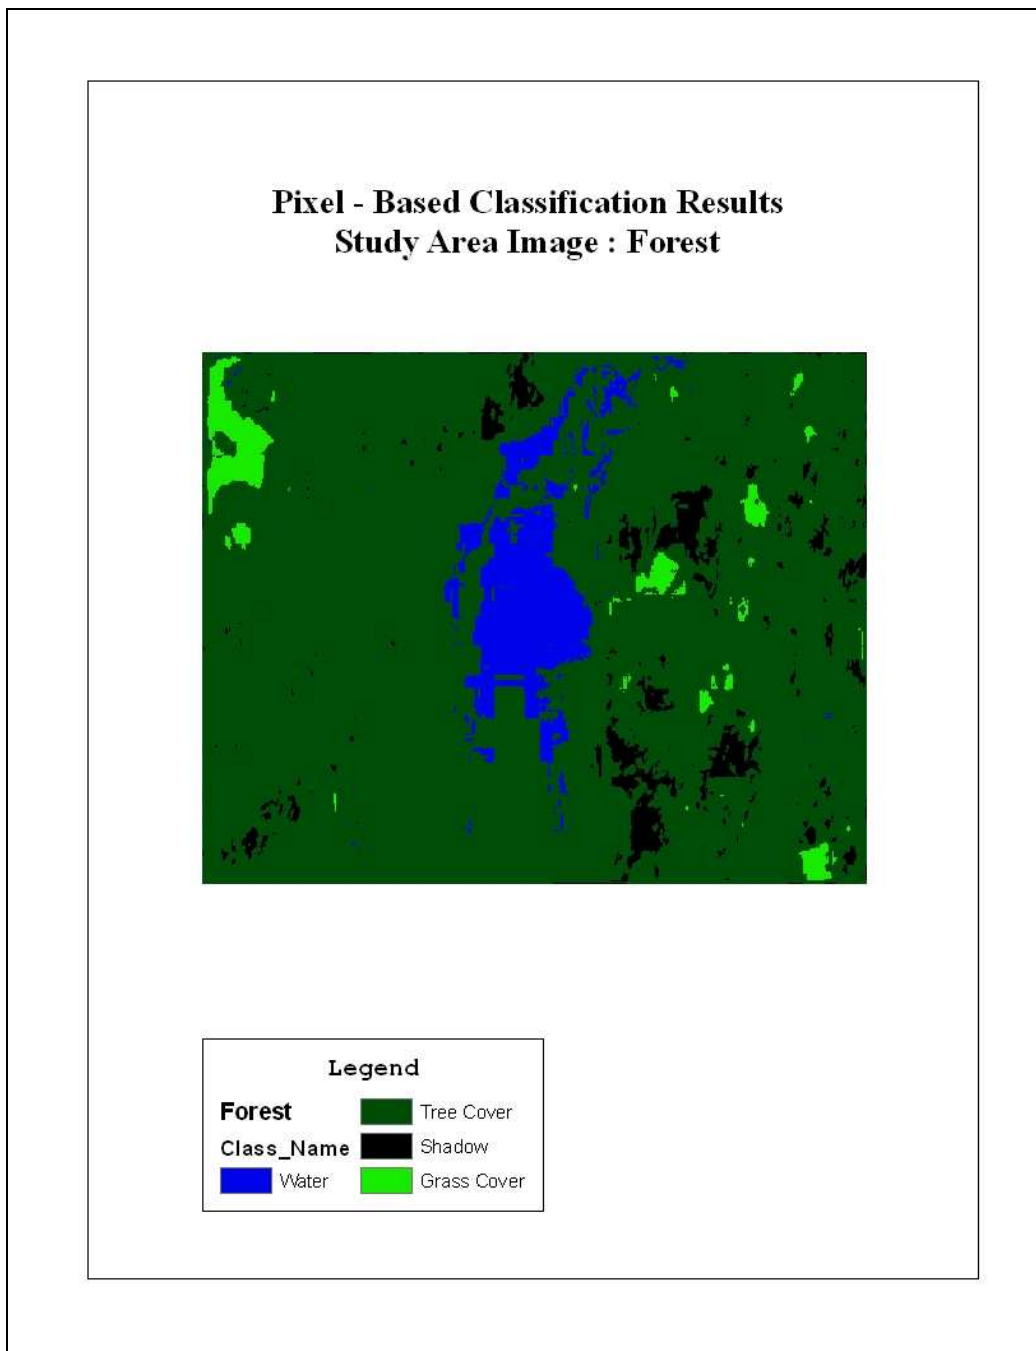 Pixel - Based Classification Results
Study Area Image : Forest
Legend
Forest
Class_Name
Water
Tree Cover
Shadow
Grass Cover